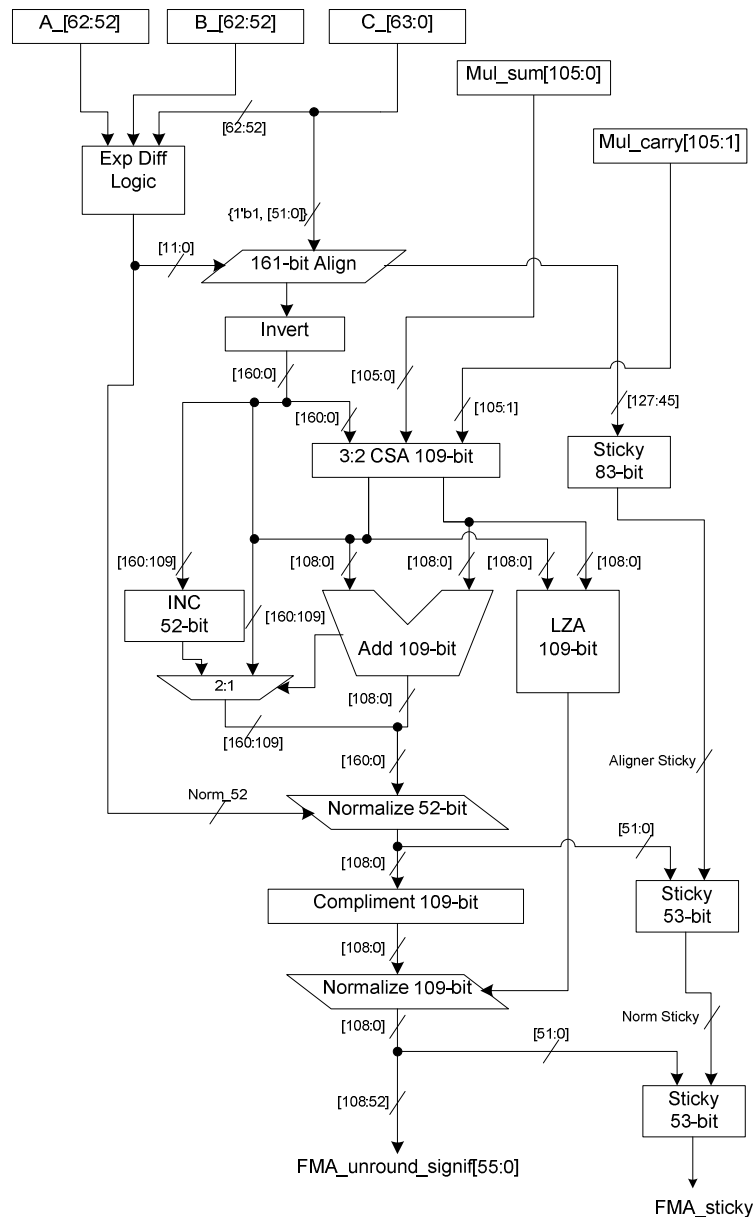 A_[62:52]
B_[62:52]
C_[63:0]
Mul_sum[105:0]
[62:52]
Mul_carry[105:1]
Exp Diff
Logic
{1'b1, [51:0]}
[11:0]
161-bit Align
Invert
[160:0]
[105:0]
[160:0]
[105:1]
[127:45]
3:2 CSA 109-bit
Sticky
83-bit
[160:109]
[108:0]
[108:0]
[108:0]
[108:0]
INC
52-bit
[160:109]
Add 109-bit
LZA
109-bit
2:1
[108:0]
[160:109]
[160:0]
Aligner Sticky
Norm_52
Normalize 52-bit
[51:0]
[108:0]
Compliment 109-bit
Sticky
53-bit
[108:0]
Normalize 109-bit
[108:0]
Norm Sticky
[51:0]
[108:52]
Sticky
53-bit
FMA_unround_signif[55:0]
FMA_sticky